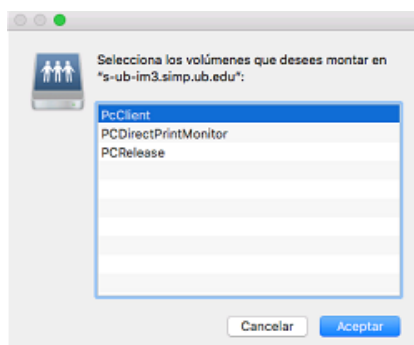 Selecciona los volúmenes que desees montar en
"s-ub-im3.simp.ub.edu":
PcClient
PCDirectPrintMonitor
PCRelease
Cancelar
Aceptar